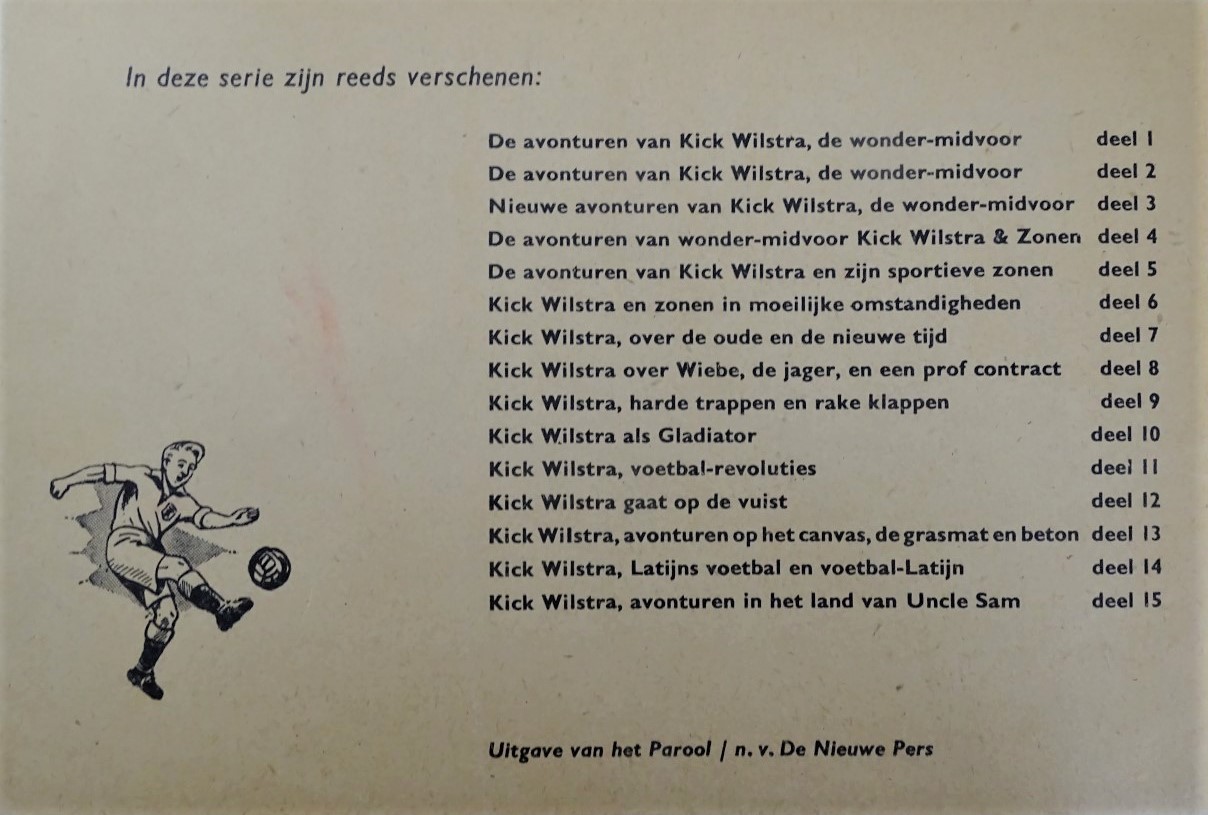 In deze serie zijn reeds verschenen:
De avonturen van Kick Wilstra, de wonder-midvoor deel 1
De avonturen van Kick Wilstra, de wonder-midvoor deel 2
Nieuwe avonturen van Kick Wilstra, de wonder-midvoor deel 3
De avonturen van wonder-midvoor Kick Wilstra & Zonen deel 4
De avonturen van Kick Wilstra en zijn sportieve zonen deel 5
Kick Wilstra en zonen in moeilijke omstandigheden deel 6
Kick Wilstra, over de oude en de nieuwe tijd deel 7
Kick Wilstra over Wiebe, de jager, en een prof contract deel 8
Kick Wilstra, harde trappen en rake klappen deel 9
Kick Wilstra als Gladiator deel 10
Kick Wilstra, voetbal-revoluties deel 11
Kick Wilstra gaat op de vuist deel 12
Kick Wilstra, avonturen op het canvas, de grasmat en beton deel 13
Kick Wilstra, Latijns voetbal en voetbal-Latijn deel 14
Kick Wilstra, avonturen in het land van Uncle Sam deel 15
Uitgave van het Parool / n. v. De Nieuwe Pers